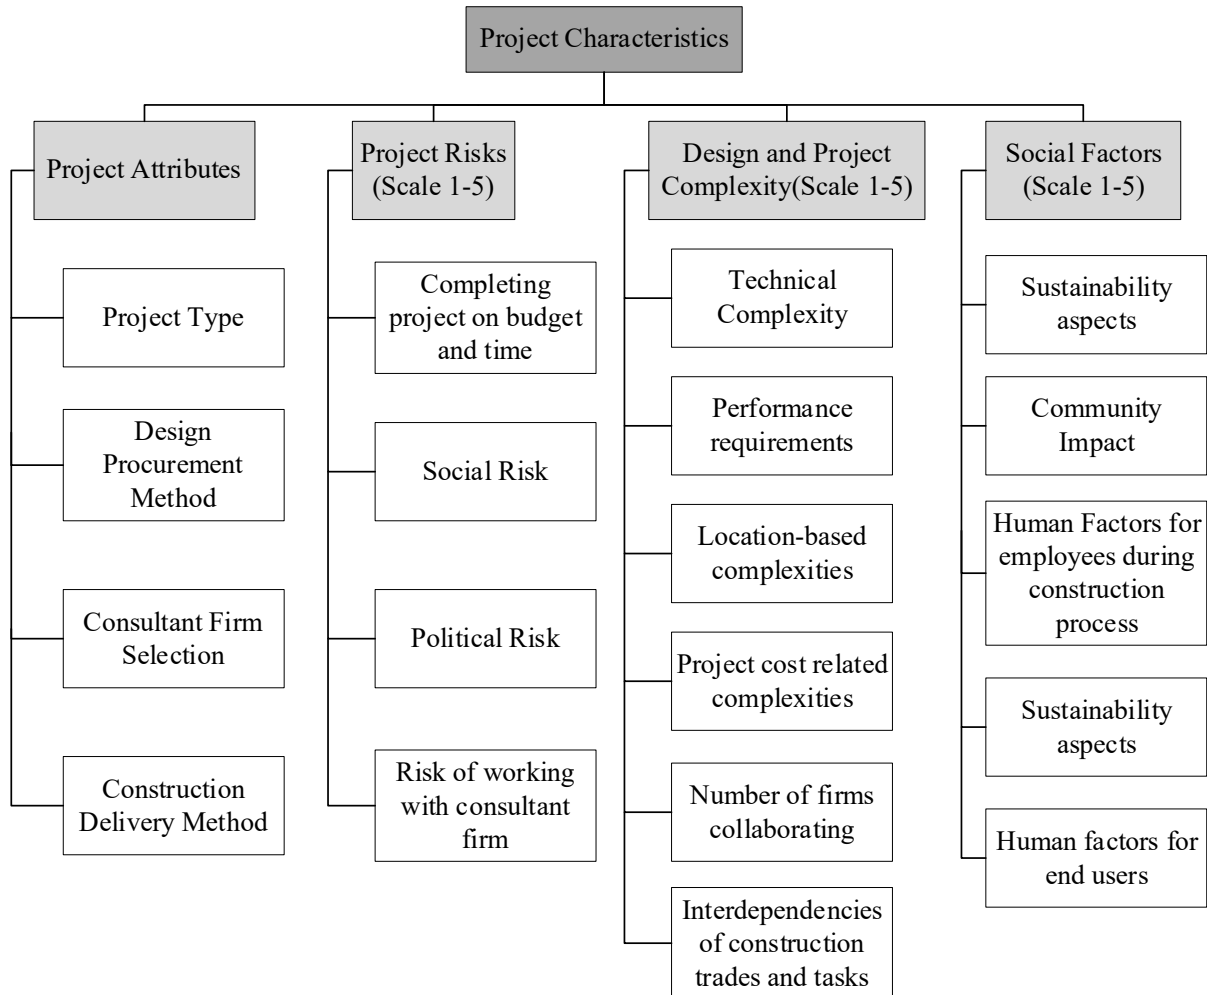 Project Characteristics
Project Attributes
Project Type
Design
Procurement
Method
Consultant Firm
Selection
Construction
Delivery Method
Project Risks
(Scale 1-5)
Completing
project on budget
and time
Social Risk
Political Risk
Risk of working
with consultant
firm
Design and Project
Complexity(Scale 1-5)
Technical
Complexity
Performance
requirements
Location-based
complexities
Project cost related
complexities
Number of firms
collaborating
Interdependencies
of construction
trades and tasks
Social Factors
(Scale 1-5)
Sustainability
aspects
Community
Impact
Human Factors for
employees during
construction
process
Sustainability
aspects
Human factors for
end users